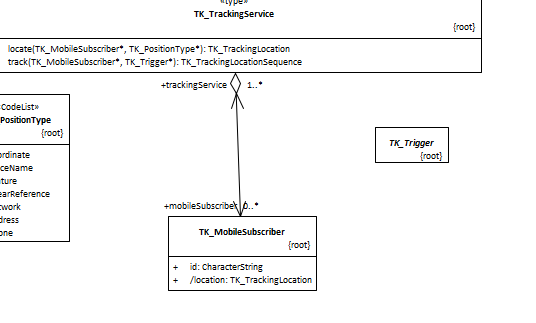 «type»
TK_TrackingService
{root}
locate(TK_MobileSubscriber*, TK_PositionType*): TK_TrackingLocation
track(TK_MobileSubscriber*, TK_Trigger*): TK_TrackingLocationSequence
+trackingService 1..*
CodeList»
PositionType
{root}
ordinate
ceName
ture
earReference
twork
dress
one
TK_Trigger
{root}
+mobileSubscriber 0..*
TK_MobileSubscriber
{root}
+ id: CharacterString
+ /location: TK_TrackingLocation